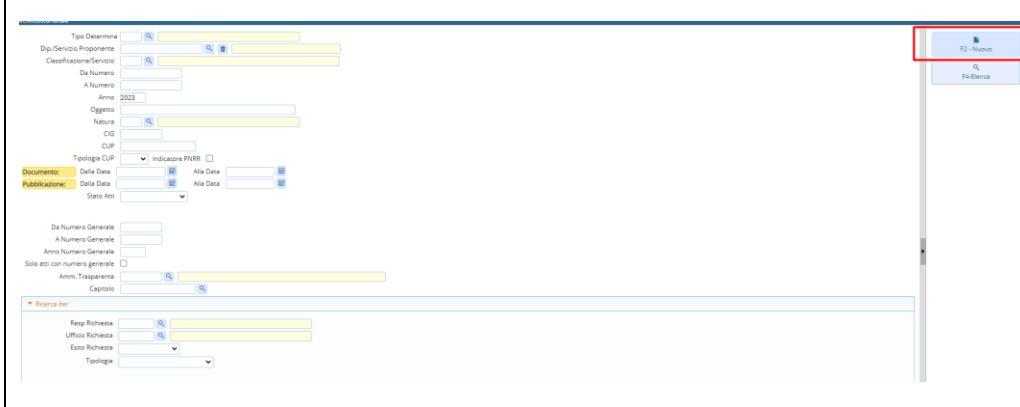 Tipo Determina
Dip./Servizio Proponente
Classificazione/Servizio
Da Numero
A Numero
Anno 2023
Oggetto
Natura
CIG
CUP
Tipologia CUP Indicatore PNRR
Documento: Dalla Data Alla Data
Pubblicazione: Dalla Data Alla Data
Stato Atti
Da Numero Generale
A Numero Generale
Anno Numero Generale
Solo atti con numero generale
Amm. Trasparente
Capitolo
Ricerca Iter
Resp Richiesta
Ufficio Richiesta
Esito Richiesta
Tipologia
F2 - Nuovo
F4-Elenca